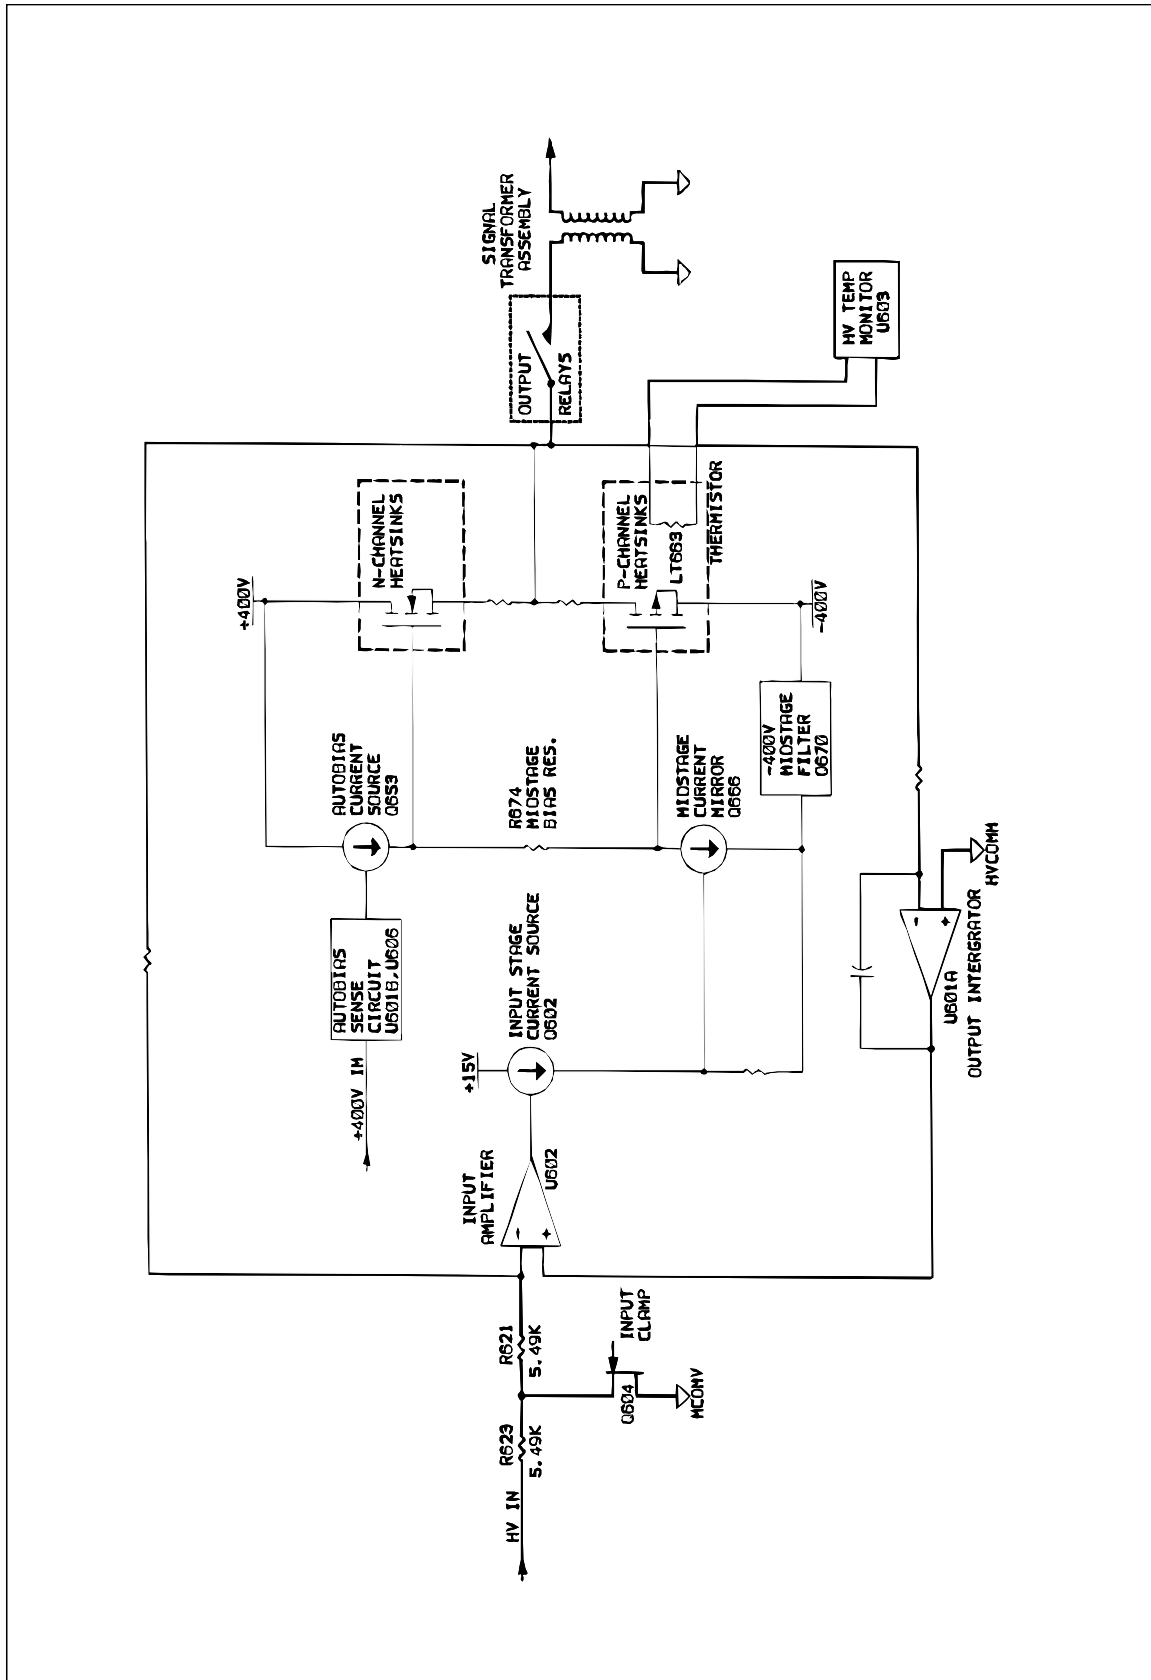 SIGNAL
TRANSFORMER
ASSEMBLY
OUTPUT
RELAYS
HV TEMP
MONITOR
U603
N-CHANNEL
HEATSINKS
P-CHANNEL
HEATSINKS
LT663
THERMISTOR
+400V
-400V
AUTOBIAS
CURRENT
SOURCE
Q653
R674
MIDSTAGE
BIAS RES.
MIDSTAGE
CURRENT
MIRROR
Q666
-400V
MIDSTAGE
FILTER
Q670
AUTOBIAS
SENSE
CIRCUIT
U601B,U606
+400V IM
INPUT STAGE
CURRENT SOURCE
Q602
+15V
HVCOMM
U601A
OUTPUT INTERGRATOR
INPUT
AMPLIFIER
U602
-
+
-
+
R621
5.49K
INPUT
CLAMP
Q604
MCOMV
R623
5.49K
HV IN